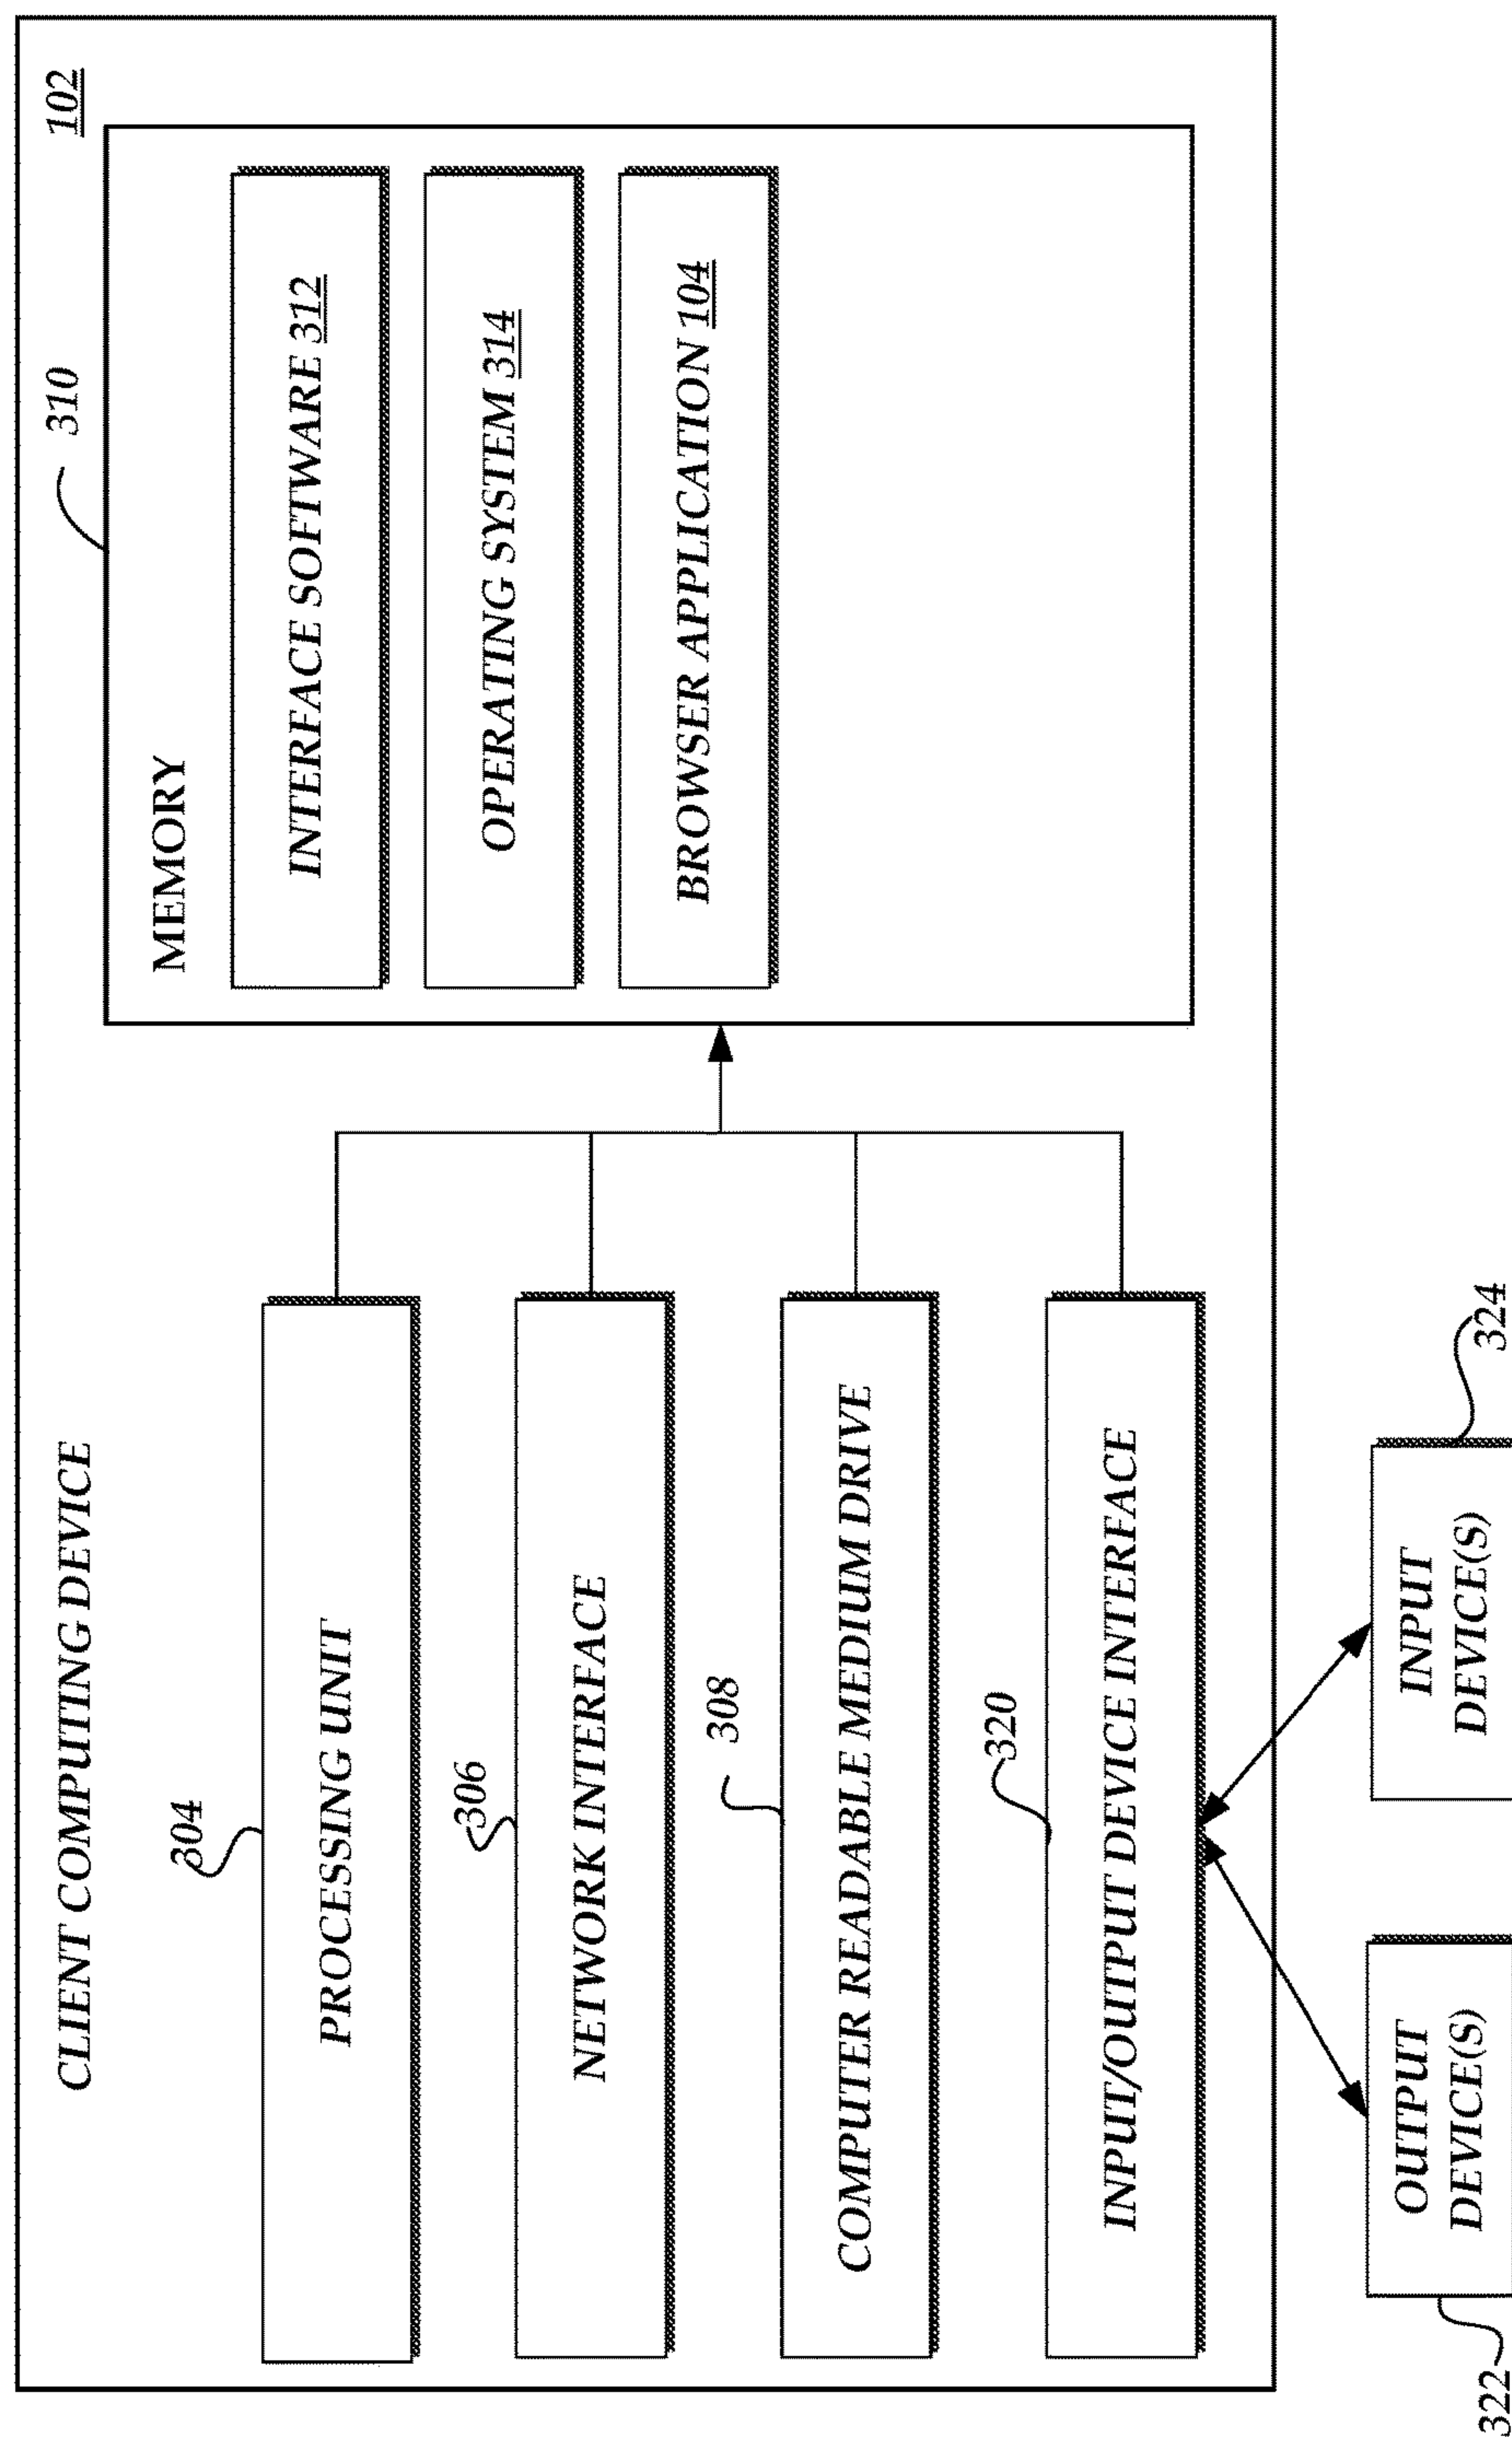 CLIENT COMPUTING DEVICE
102
304
PROCESSING UNIT
306
NETWORK INTERFACE
308
COMPUTER READABLE MEDIUM DRIVE
320
INPUT/OUTPUT DEVICE INTERFACE
310
MEMORY
INTERFACE SOFTWARE 312
OPERATING SYSTEM 314
BROWSER APPLICATION 104
322
OUTPUT
DEVICE(S)
INPUT
DEVICE(S)
324